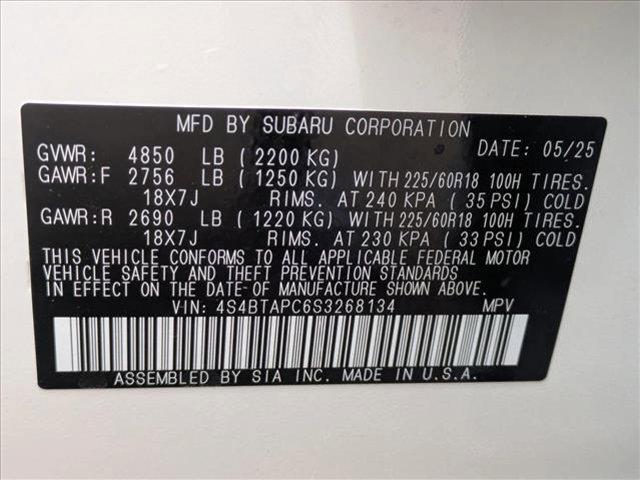 MFD BY SUBARU CORPORATION
DATE: 05/25
GVWR: 4850 LB (2200 KG)
GAWR:F 2756 LB (1250 KG) WITH 225/60R18 100H TIRES.
18X7J RIMS. AT 240 KPA (35 PSI) COLD
GAWR:R 2690 LB (1220 KG) WITH 225/60R18 100H TIRES.
18X7J RIMS. AT 230 KPA (33 PSI) COLD
THIS VEHICLE CONFORMS TO ALL APPLICABLE FEDERAL MOTOR
VEHICLE SAFETY AND THEFT PREVENTION STANDARDS
IN EFFECT ON THE DATE OF MANUFACTURE SHOWN ABOVE.
VIN: 4S4BTAPC6S3268134 MPV
ASSEMBLED BY SIA INC. MADE IN U.S.A.